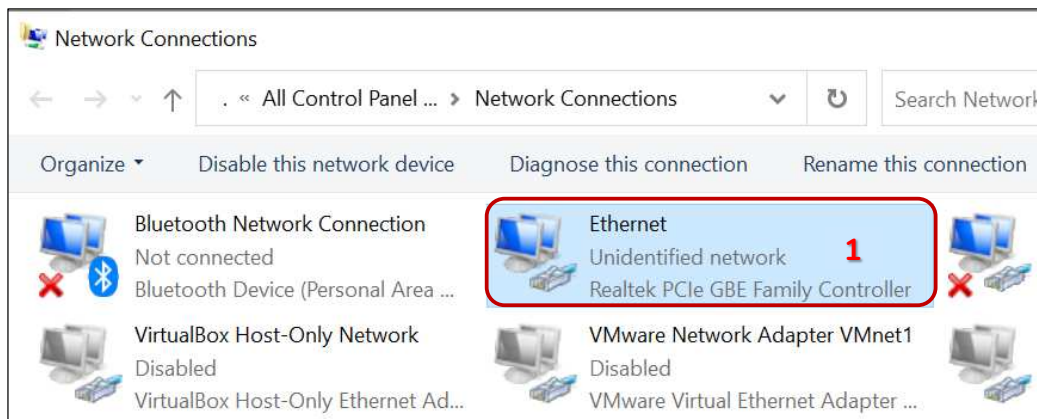 Network Connections
. « All Control Panel ... > Network Connections
Search Network
Organize
Disable this network device
Diagnose this connection
Rename this connection
Bluetooth Network Connection
Not connected
Bluetooth Device (Personal Area ...
Ethernet
Unidentified network
1
Realtek PCIe GBE Family Controller
VirtualBox Host-Only Network
Disabled
VirtualBox Host-Only Ethernet Ad...
VMware Network Adapter VMnet1
Disabled
VMware Virtual Ethernet Adapter ...